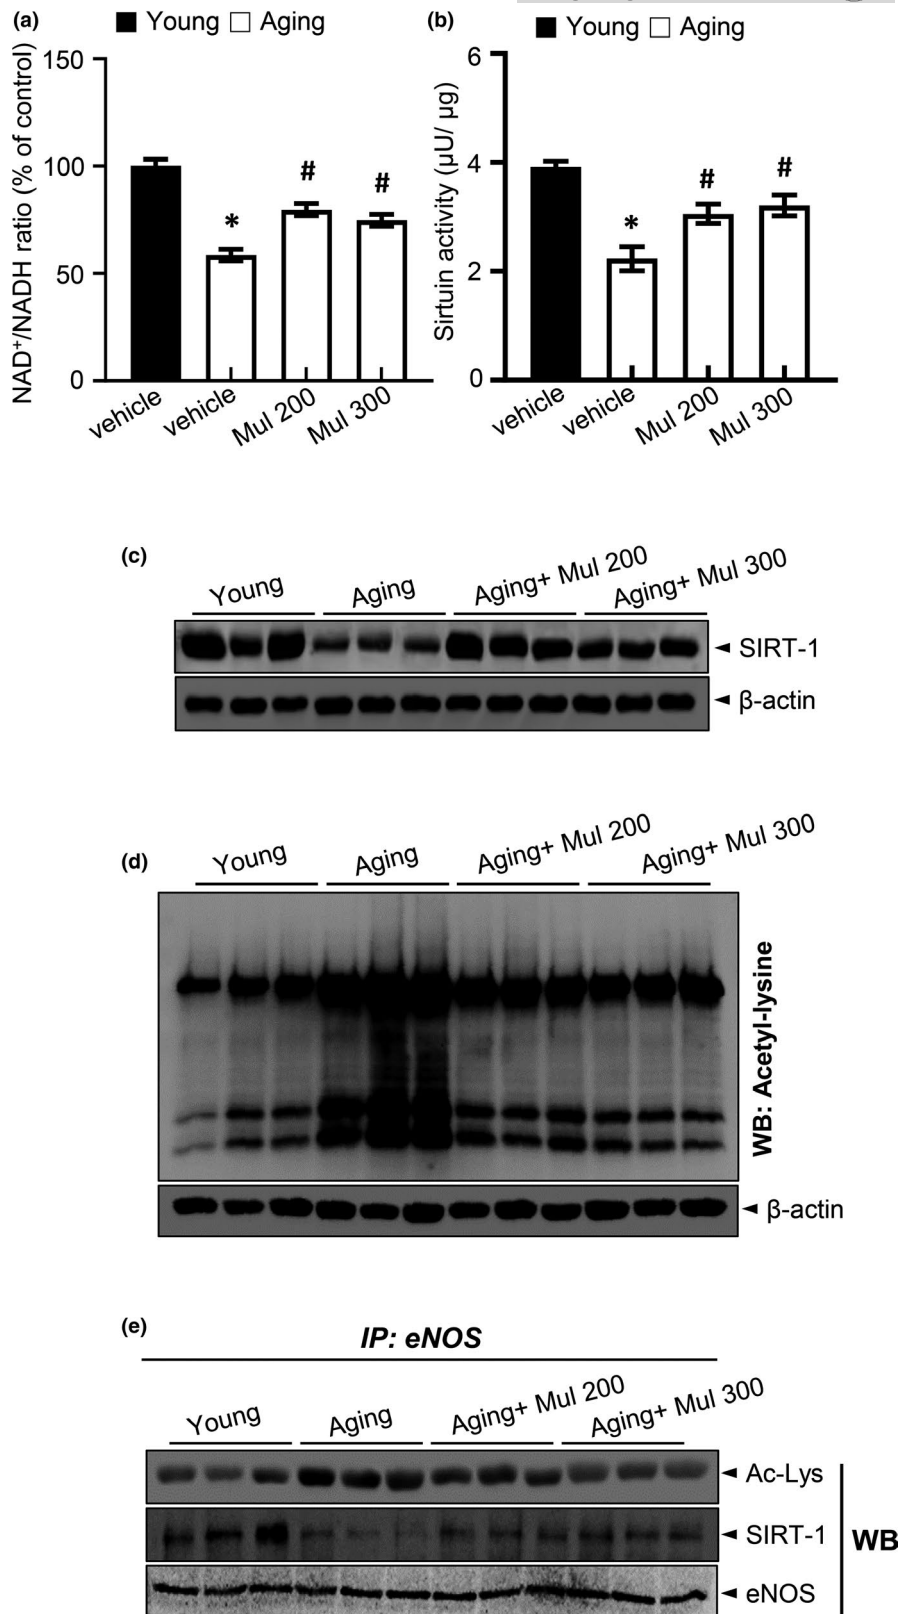 (a) Young Aging
NAD⁺/NADH ratio (% of control)
150
100
50
0
* # #
vehicle vehicle Mul 200 Mul 300
(b) Young Aging
Sirtuin activity (µU/ µg)
6
4
2
0
* # #
vehicle vehicle Mul 200 Mul 300
(c)
Young Aging Aging+ Mul 200 Aging+ Mul 300
SIRT-1
β-actin
(d)
Young Aging Aging+ Mul 200 Aging+ Mul 300
WB: Acetyl-lysine
β-actin
(e)
IP: eNOS
Young Aging Aging+ Mul 200 Aging+ Mul 300
Ac-Lys
SIRT-1
eNOS
WB